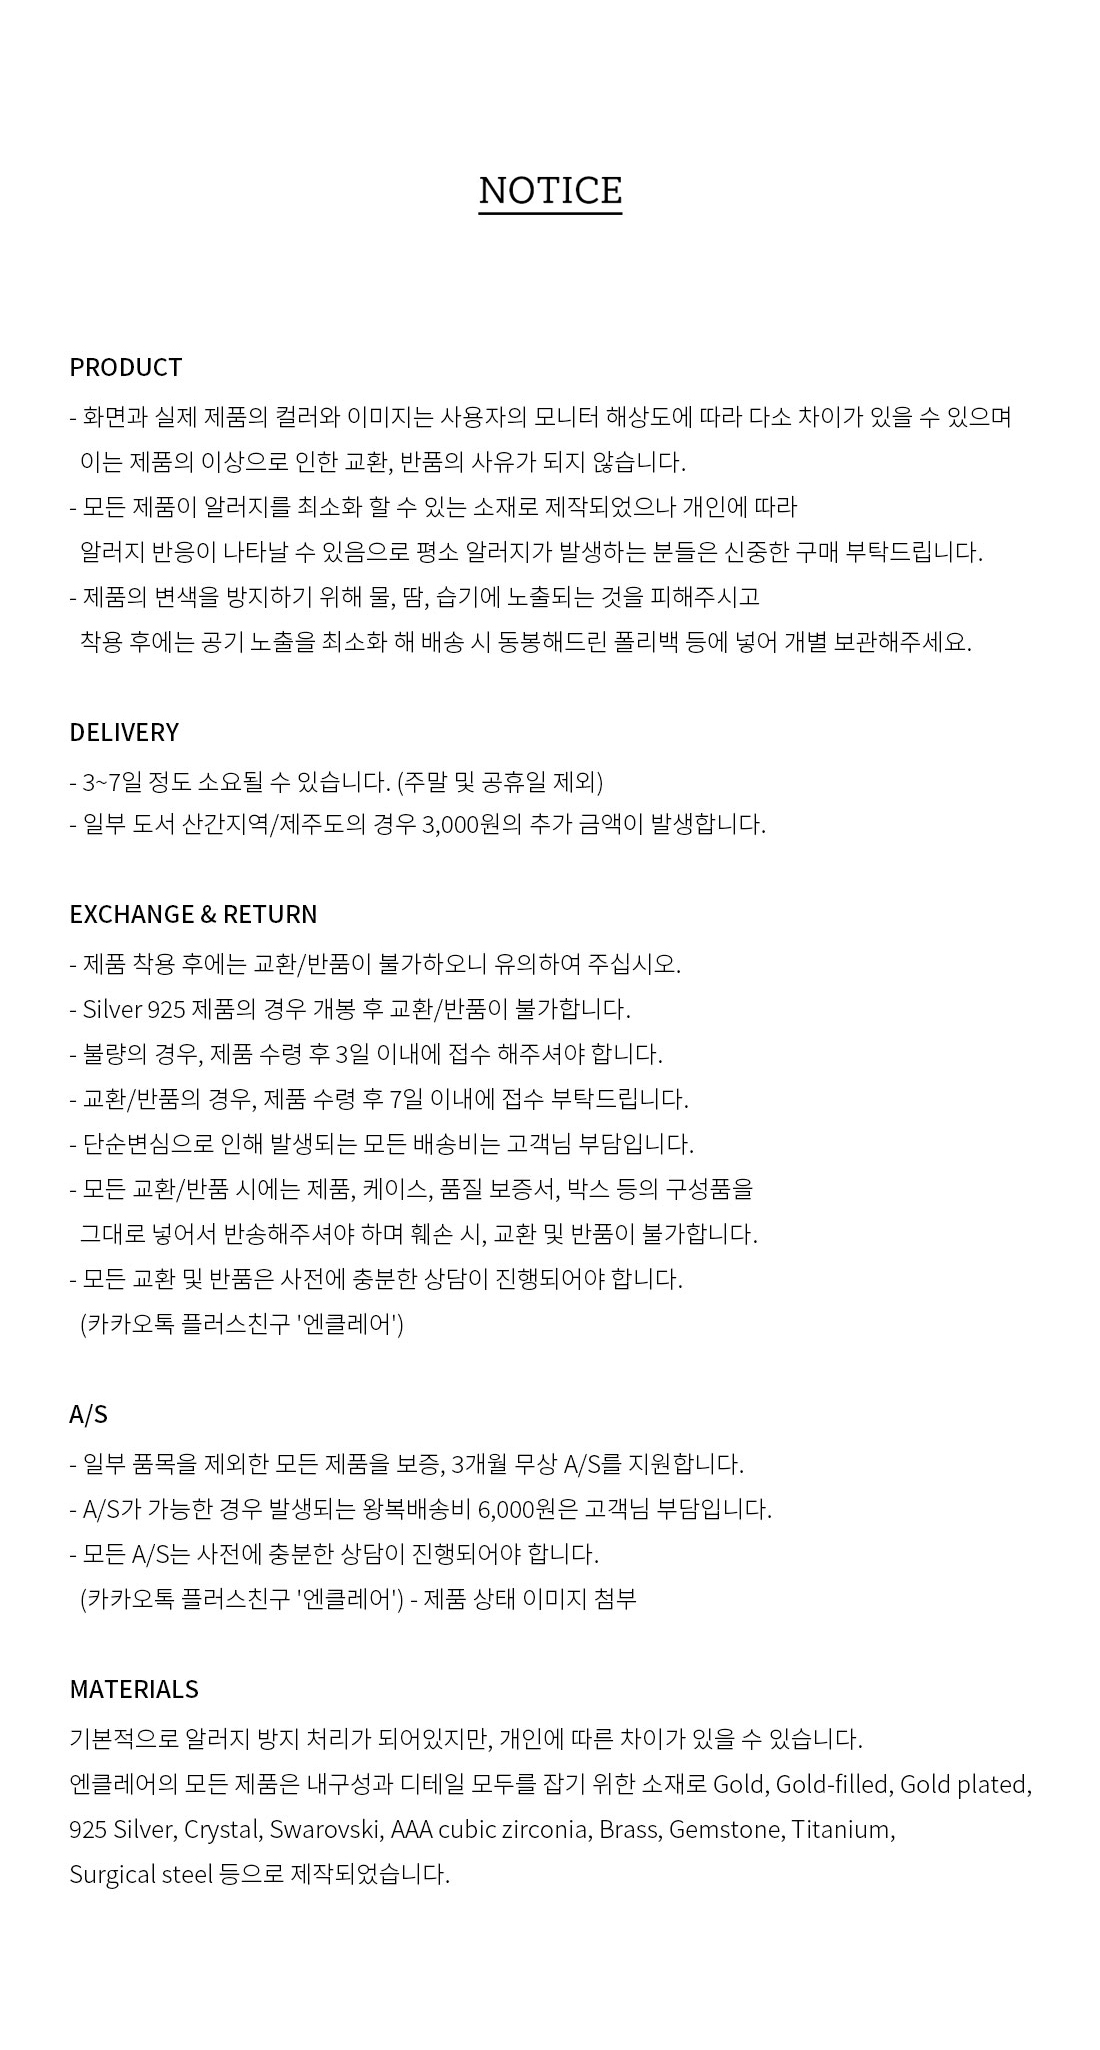 NOTICE
PRODUCT
- 화면과 실제 제품의 컬러와 이미지는 사용자의 모니터 해상도에 따라 다소 차이가 있을 수 있으며
이는 제품의 이상으로 인한 교환, 반품의 사유가 되지 않습니다.
- 모든 제품이 알러지를 최소화 할 수 있는 소재로 제작되었으나 개인에 따라
알러지 반응이 나타날 수 있음으로 평소 알러지가 발생하는 분들은 신중한 구매 부탁드립니다.
- 제품의 변색을 방지하기 위해 물, 땀, 습기에 노출되는 것을 피해주시고
착용 후에는 공기 노출을 최소화 해 배송 시 동봉해드린 폴리백 등에 넣어 개별 보관해주세요.
DELIVERY
- 3~7일 정도 소요될 수 있습니다. (주말 및 공휴일 제외)
- 일부 도서 산간지역/제주도의 경우 3,000원의 추가 금액이 발생합니다.
EXCHANGE & RETURN
- 제품 착용 후에는 교환/반품이 불가하오니 유의하여 주십시오.
- Silver 925 제품의 경우 개봉 후 교환/반품이 불가합니다.
- 불량의 경우, 제품 수령 후 3일 이내에 접수 해주셔야 합니다.
- 교환/반품의 경우, 제품 수령 후 7일 이내에 접수 부탁드립니다.
- 단순변심으로 인해 발생되는 모든 배송비는 고객님 부담입니다.
- 모든 교환/반품 시에는 제품, 케이스, 품질 보증서, 박스 등의 구성품을
그대로 넣어서 반송해주셔야 하며 훼손 시, 교환 및 반품이 불가합니다.
- 모든 교환 및 반품은 사전에 충분한 상담이 진행되어야 합니다.
(카카오톡 플러스친구 '엔클레어')
A/S
- 일부 품목을 제외한 모든 제품을 보증, 3개월 무상 A/S를 지원합니다.
- A/S가 가능한 경우 발생되는 왕복배송비 6,000원은 고객님 부담입니다.
- 모든 A/S는 사전에 충분한 상담이 진행되어야 합니다.
(카카오톡 플러스친구 '엔클레어') - 제품 상태 이미지 첨부
MATERIALS
기본적으로 알러지 방지 처리가 되어있지만, 개인에 따른 차이가 있을 수 있습니다.
엔클레어의 모든 제품은 내구성과 디테일 모두를 잡기 위한 소재로 Gold, Gold-filled, Gold plated,
925 Silver, Crystal, Swarovski, AAA cubic zirconia, Brass, Gemstone, Titanium,
Surgical steel 등으로 제작되었습니다.